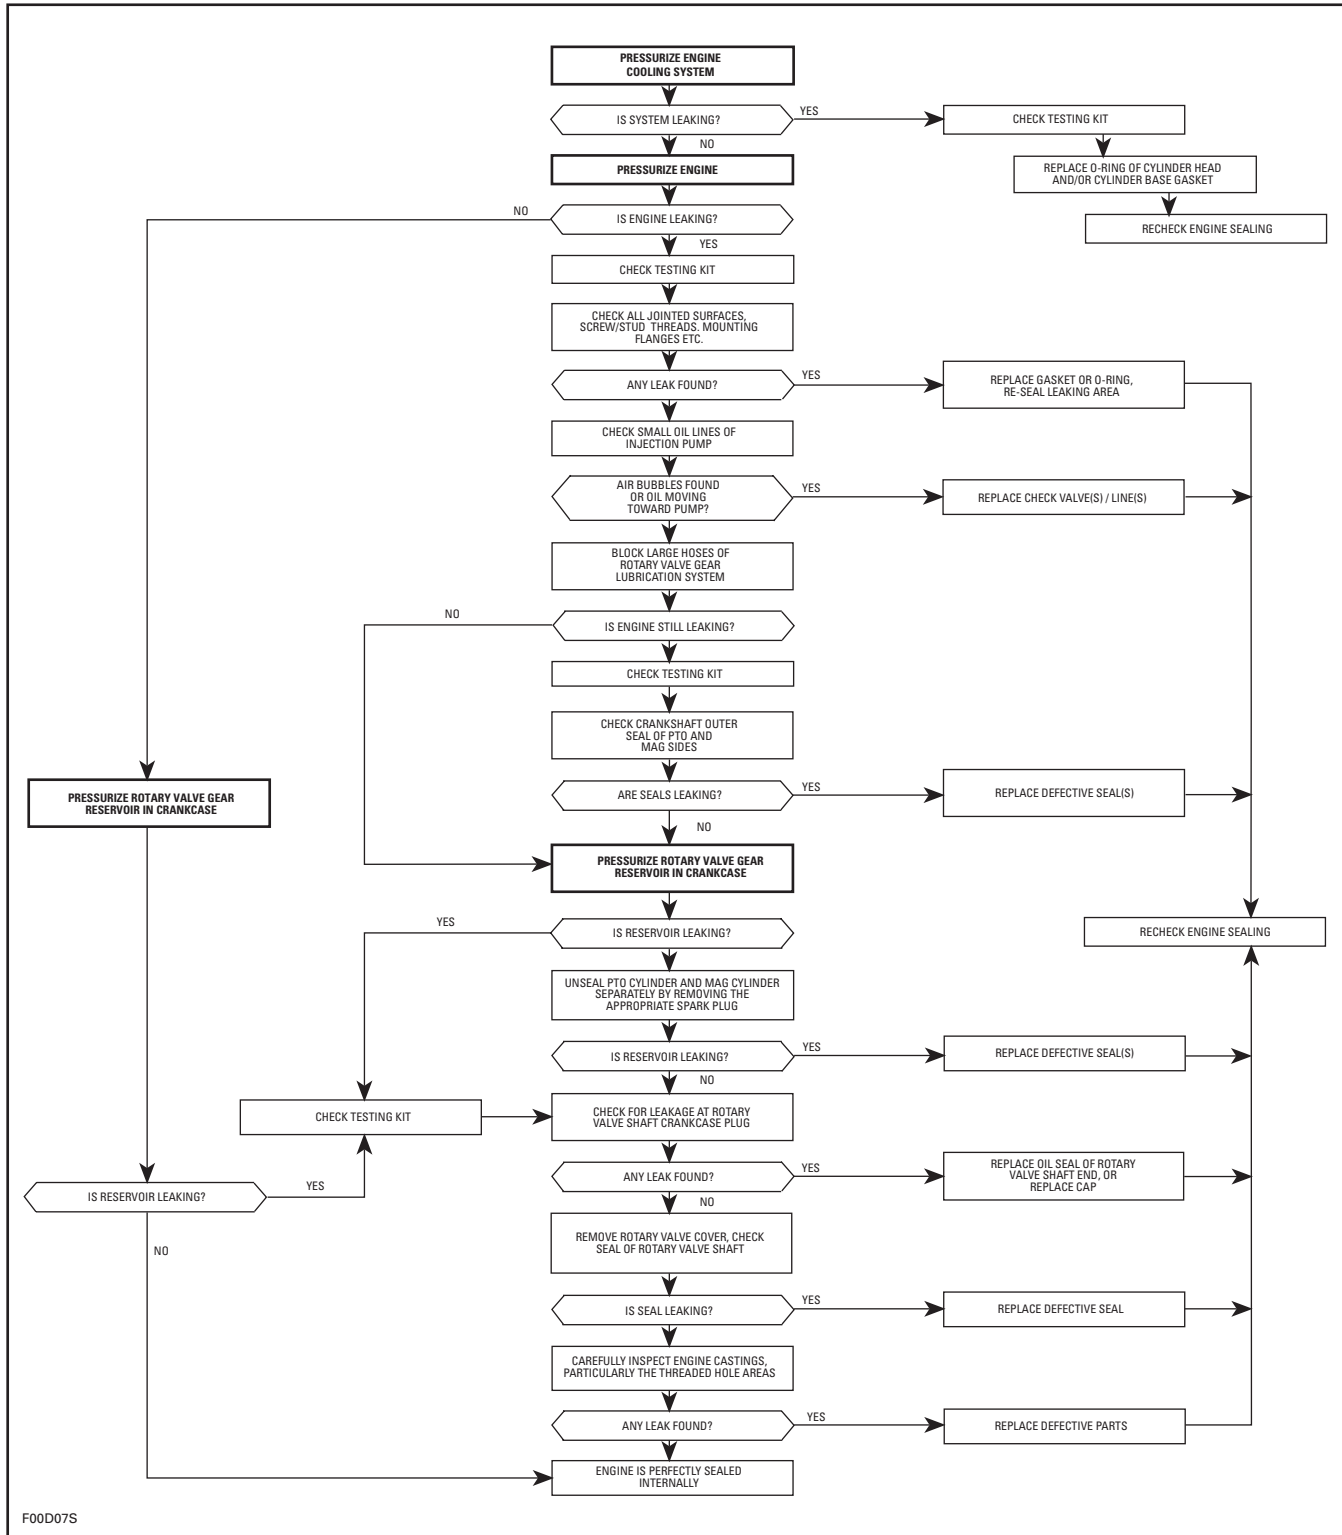 PRESSURIZE ENGINE
COOLING SYSTEM
IS SYSTEM LEAKING?
YES
CHECK TESTING KIT
NO
REPLACE O-RING OF CYLINDER HEAD
AND/OR CYLINDER BASE GASKET
PRESSURIZE ENGINE
RECHECK ENGINE SEALING
NO
IS ENGINE LEAKING?
YES
CHECK TESTING KIT
CHECK ALL JOINTED SURFACES,
SCREW/STUD THREADS. MOUNTING
FLANGES ETC.
ANY LEAK FOUND?
YES
REPLACE GASKET OR O-RING,
RE-SEAL LEAKING AREA
CHECK SMALL OIL LINES OF
INJECTION PUMP
AIR BUBBLES FOUND
OR OIL MOVING
TOWARD PUMP?
YES
REPLACE CHECK VALVE(S) / LINE(S)
BLOCK LARGE HOSES OF
ROTARY VALVE GEAR
LUBRICATION SYSTEM
NO
IS ENGINE STILL LEAKING?
CHECK TESTING KIT
CHECK CRANKSHAFT OUTER
SEAL OF PTO AND
MAG SIDES
PRESSURIZE ROTARY VALVE GEAR
RESERVOIR IN CRANKCASE
ARE SEALS LEAKING?
YES
REPLACE DEFECTIVE SEAL(S)
NO
PRESSURIZE ROTARY VALVE GEAR
RESERVOIR IN CRANKCASE
YES
IS RESERVOIR LEAKING?
RECHECK ENGINE SEALING
UNSEAL PTO CYLINDER AND MAG CYLINDER
SEPARATELY BY REMOVING THE
APPROPRIATE SPARK PLUG
IS RESERVOIR LEAKING?
YES
REPLACE DEFECTIVE SEAL(S)
NO
CHECK TESTING KIT
CHECK FOR LEAKAGE AT ROTARY
VALVE SHAFT CRANKCASE PLUG
ANY LEAK FOUND?
YES
REPLACE OIL SEAL OF ROTARY
VALVE SHAFT END, OR
REPLACE CAP
IS RESERVOIR LEAKING?
YES
NO
NO
REMOVE ROTARY VALVE COVER, CHECK
SEAL OF ROTARY VALVE SHAFT
IS SEAL LEAKING?
YES
REPLACE DEFECTIVE SEAL
CAREFULLY INSPECT ENGINE CASTINGS,
PARTICULARLY THE THREADED HOLE AREAS
ANY LEAK FOUND?
YES
REPLACE DEFECTIVE PARTS
ENGINE IS PERFECTLY SEALED
INTERNALLY
F00D07S